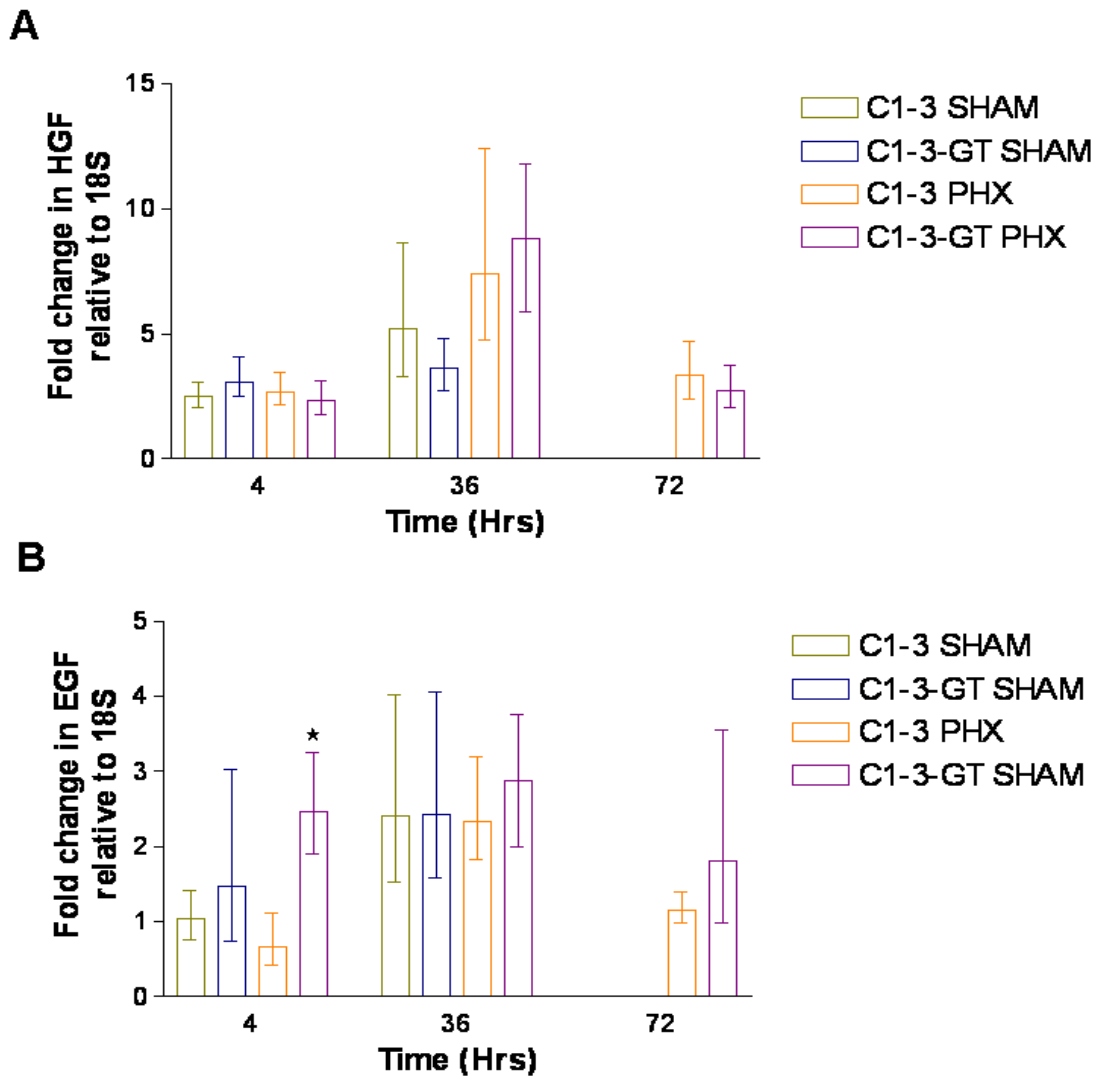 A
Fold change in HGF
relative to 18S
15
10
5
0
4
36
72
Time (Hrs)
C1-3 SHAM
C1-3-GT SHAM
C1-3 PHX
C1-3-GT PHX
B
Fold change in EGF
relative to 18S
5
4
3
2
1
0
★
4
36
72
Time (Hrs)
C1-3 SHAM
C1-3-GT SHAM
C1-3 PHX
C1-3-GT SHAM